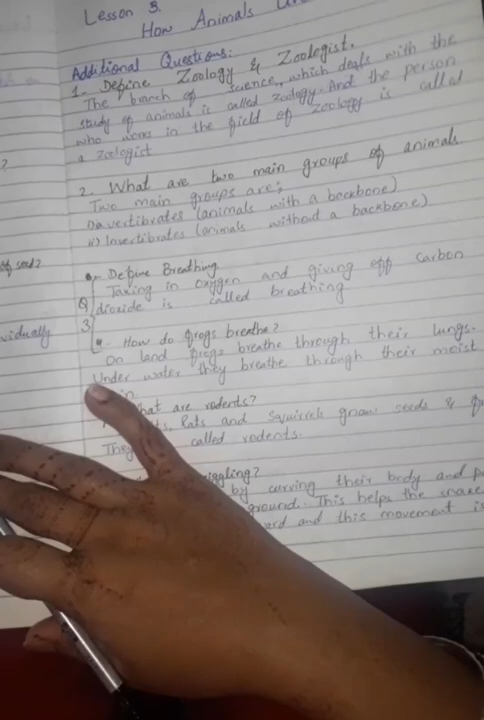 Lesson 3.
How Animals
Additional Questions:
1. Define Zoology & Zoologist.
The branch of science, which deals with the
study of animals is called zoology. And the person
who works in the field of zoology is called
a zoologist
2. What are two main groups of animals.
Two main groups are;
i) vertibrates (animals with a backbone)
ii) Invertibrates (animals without a backbone)
Define Breathing
Taking in oxygen and giving off carbon
dioxide is called breathing
Q
3
How do frogs breathe?
On land frogs breathe through their lungs.
Under water they breathe through their moist
What are rodents?
Rats and Squirrels gnaw seeds &
They called rodents.
by curving their body and
ground. This helps the snake
and this movement is
?
of seed?
vidually